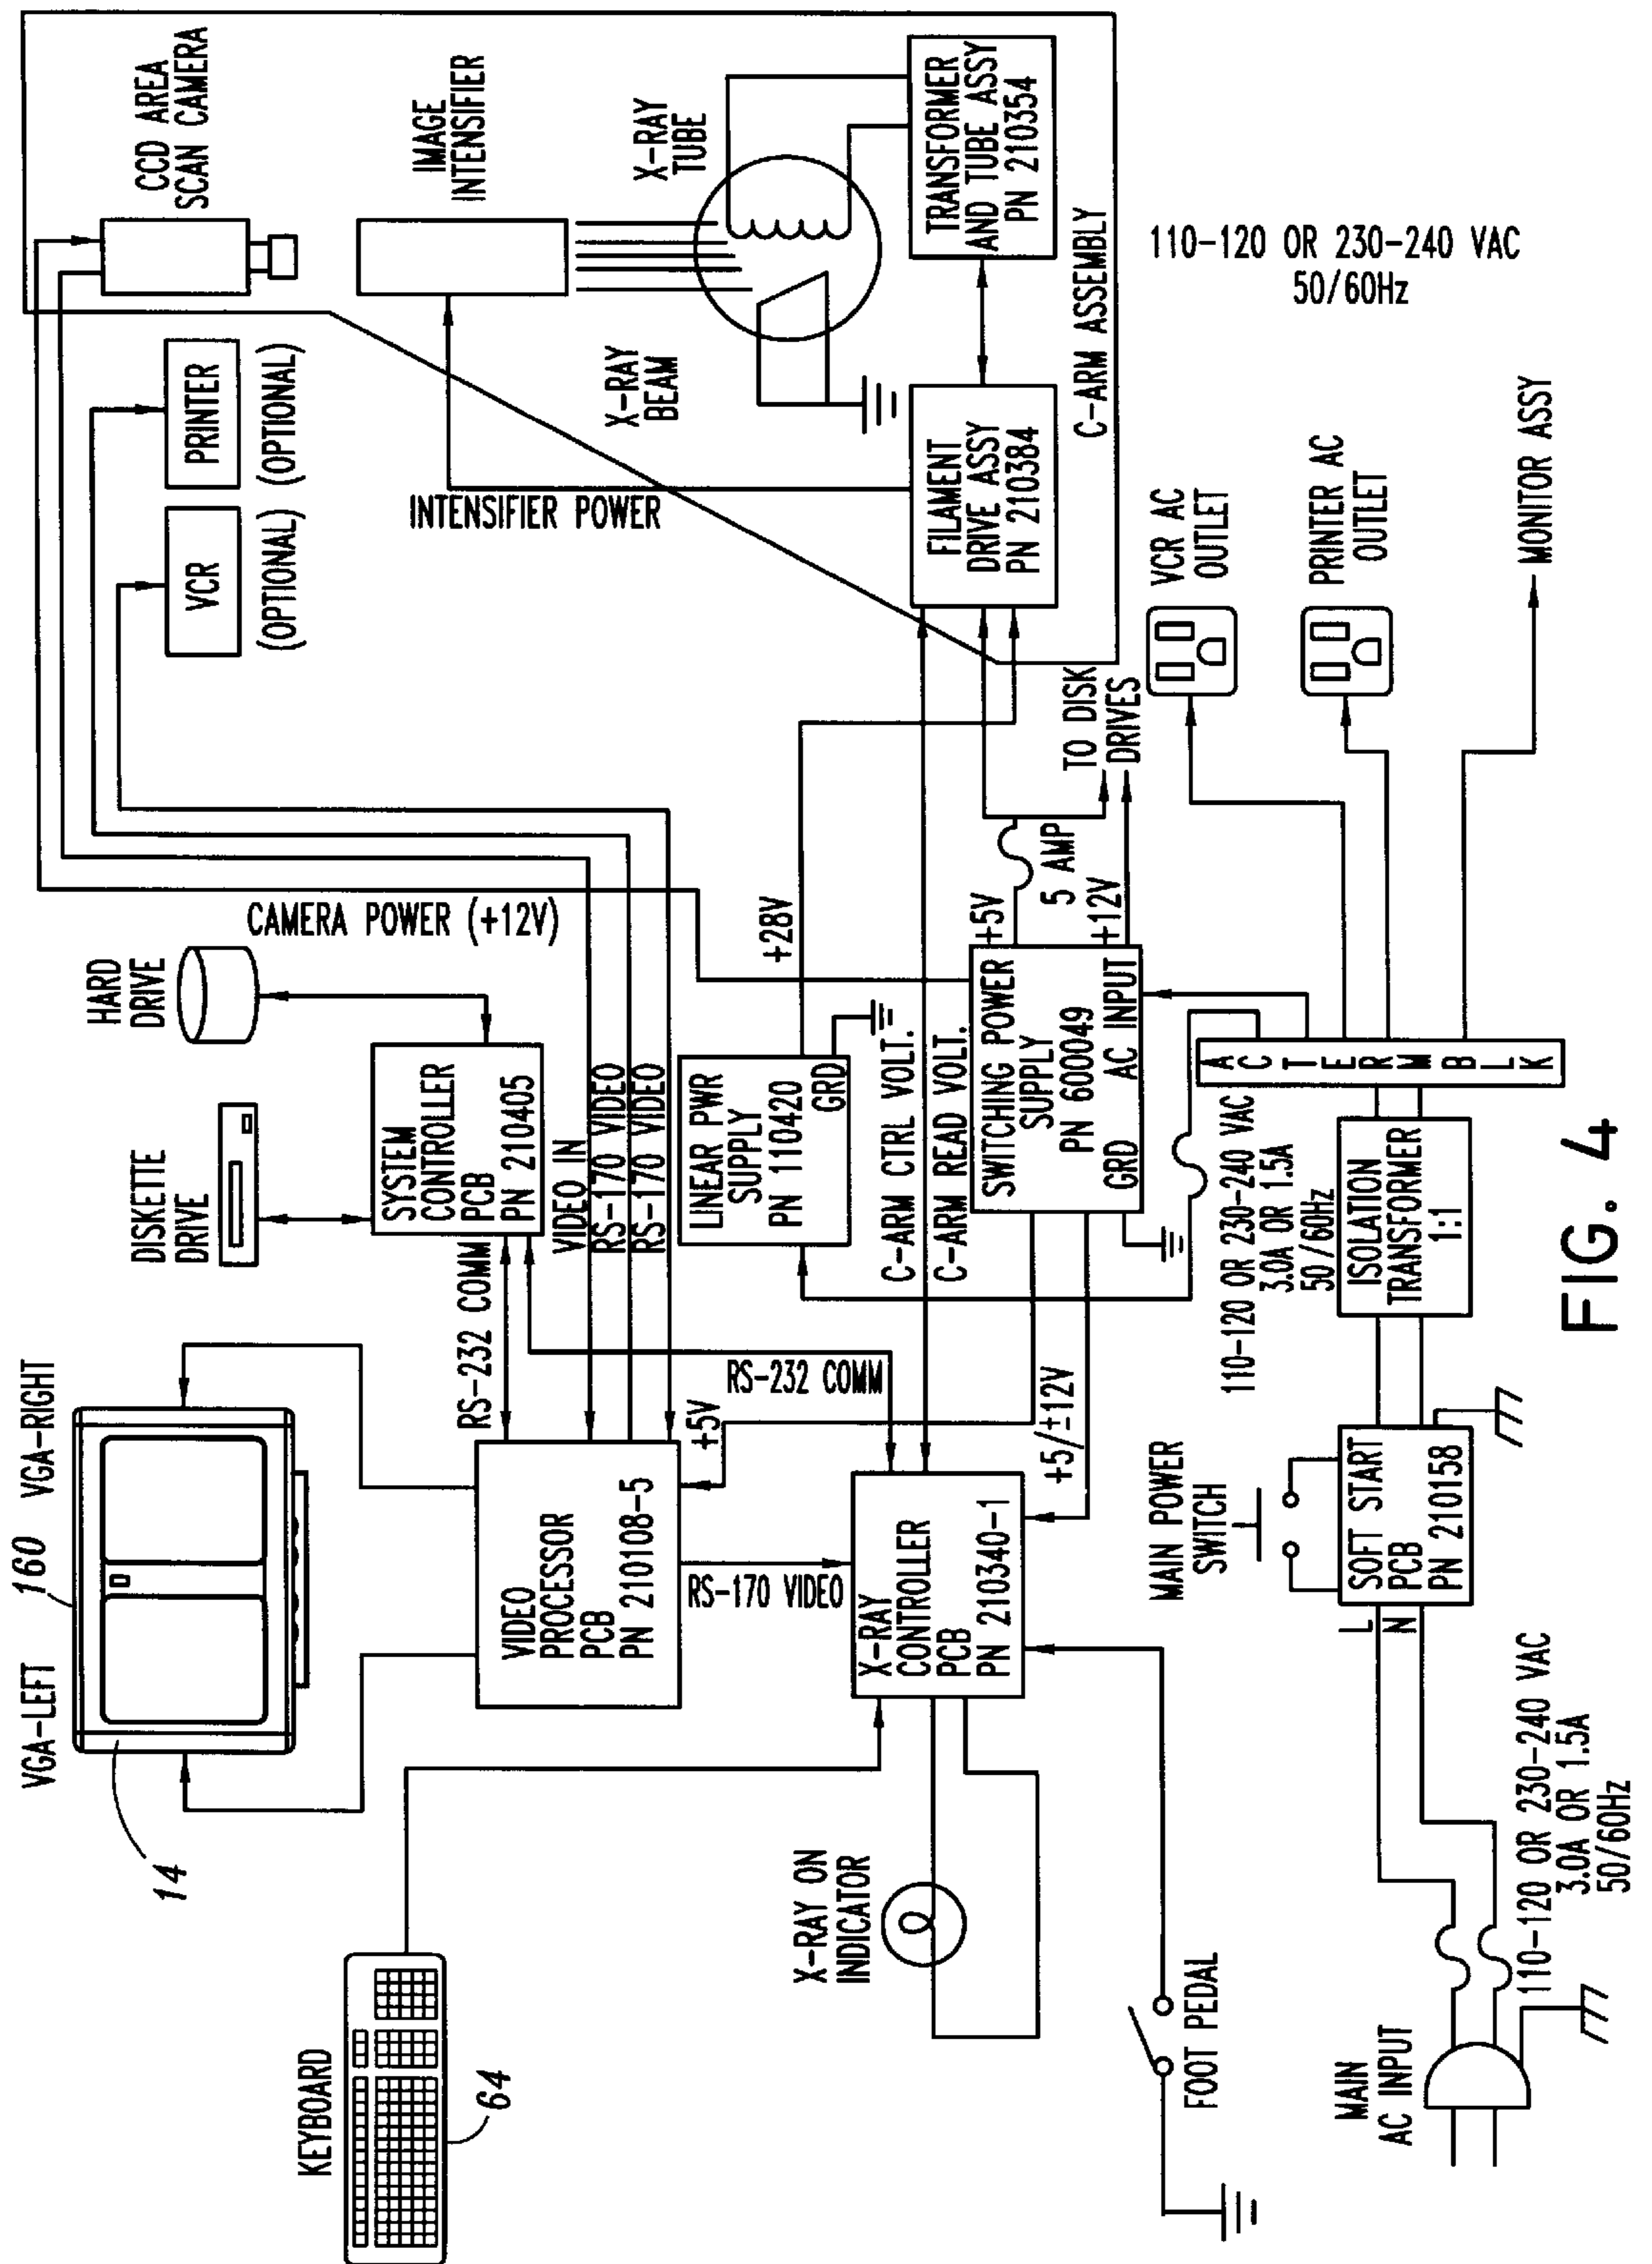 KEYBOARD
64
14
VGA-LEFT
160
VGA-RIGHT
DISKETTE
DRIVE
HARD
DRIVE
CAMERA POWER (+12V)
VCR
(OPTIONAL)
PRINTER
(OPTIONAL)
CCD AREA
SCAN CAMERA
IMAGE
INTENSIFIER
INTENSIFIER POWER
X-RAY
BEAM
X-RAY
TUBE
SYSTEM
CONTROLLER
PCB
PN 210405
RS-232 COMM
VIDEO IN
RS-170 VIDEO
RS-170 VIDEO
VIDEO
PROCESSOR
PCB
PN 210108-5
+5V
RS-232 COMM
RS-170 VIDEO
LINEAR PWR
SUPPLY
PN 110420
GRD
+28V
X-RAY ON
INDICATOR
X-RAY
CONTROLLER
PCB
PN 210340-1
+5/±12V
C-ARM CTRL VOLT.
C-ARM READ VOLT.
SWITCHING POWER
SUPPLY
PN 600049
GRD
AC INPUT
+5V
5 AMP
+12V
TO DISK
DRIVES
FILAMENT
DRIVE ASSY
PN 210384
TRANSFORMER
AND TUBE ASSY
PN 210354
C-ARM ASSEMBLY
FOOT PEDAL
MAIN POWER
SWITCH
110-120 OR 230-240 VAC
3.0A OR 1.5A
50/60Hz
A C T E R M B L K
VCR AC
OUTLET
110-120 OR 230-240 VAC
50/60Hz
PRINTER AC
OUTLET
MONITOR ASSY
MAIN
AC INPUT
L
N
SOFT START
PCB
PN 210158
ISOLATION
TRANSFORMER
1:1
110-120 OR 230-240 VAC
3.0A OR 1.5A
50/60Hz
FIG. 4